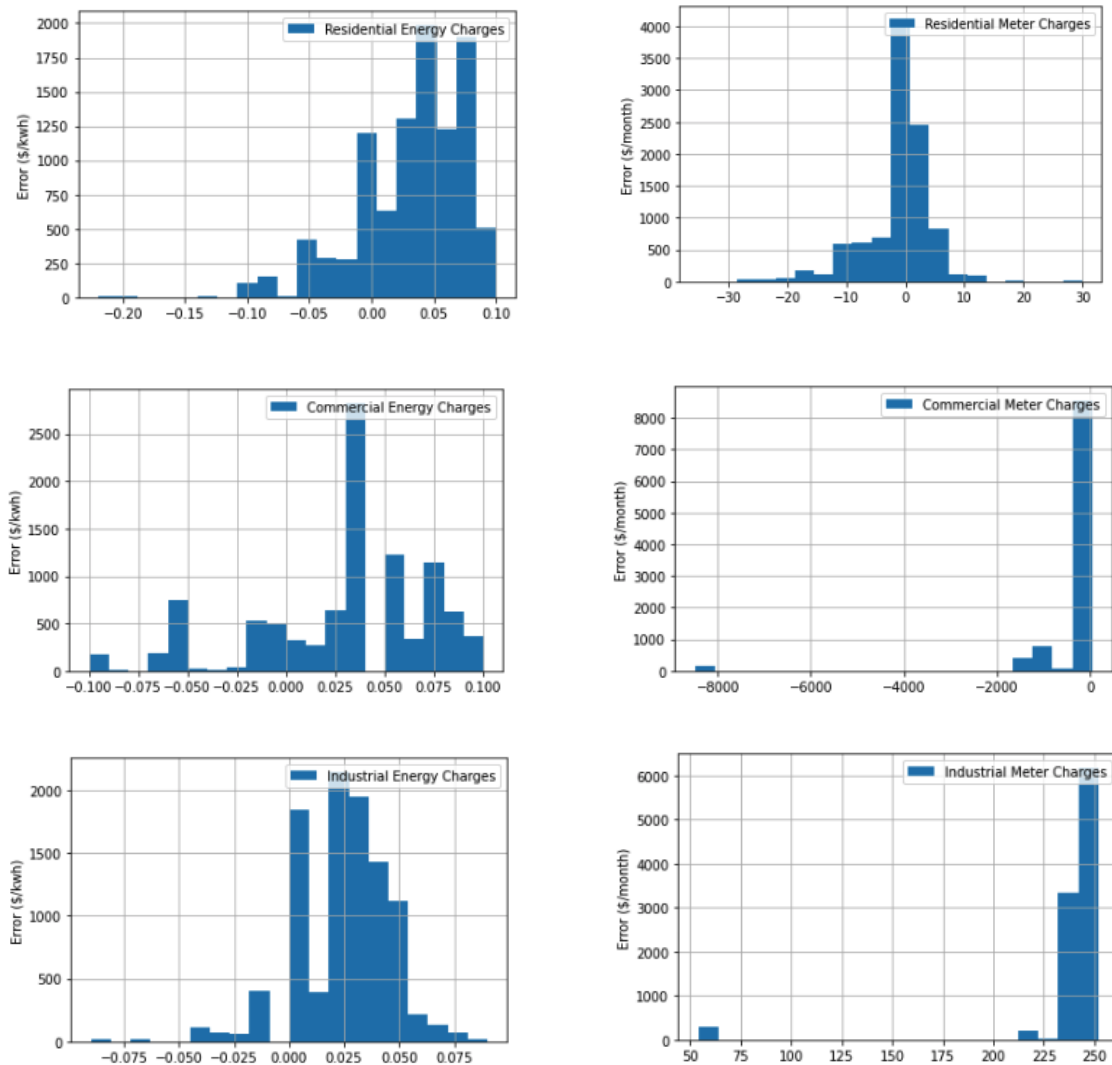 Residential Energy Charges
Error ($/kwh)
2000
1750
1500
1250
1000
750
500
250
0
−0.20 −0.15 −0.10 −0.05 0.00 0.05 0.10
Residential Meter Charges
Error ($/month)
4000
3500
3000
2500
2000
1500
1000
500
0
−30 −20 −10 0 10 20 30
Commercial Energy Charges
Error ($/kwh)
2500
2000
1500
1000
500
0
−0.100 −0.075 −0.050 −0.025 0.000 0.025 0.050 0.075 0.100
Commercial Meter Charges
Error ($/month)
8000
7000
6000
5000
4000
3000
2000
1000
0
−8000 −6000 −4000 −2000 0
Industrial Energy Charges
Error ($/kwh)
2000
1500
1000
500
0
−0.075 −0.050 −0.025 0.000 0.025 0.050 0.075
Industrial Meter Charges
Error ($/month)
6000
5000
4000
3000
2000
1000
0
50 75 100 125 150 175 200 225 250